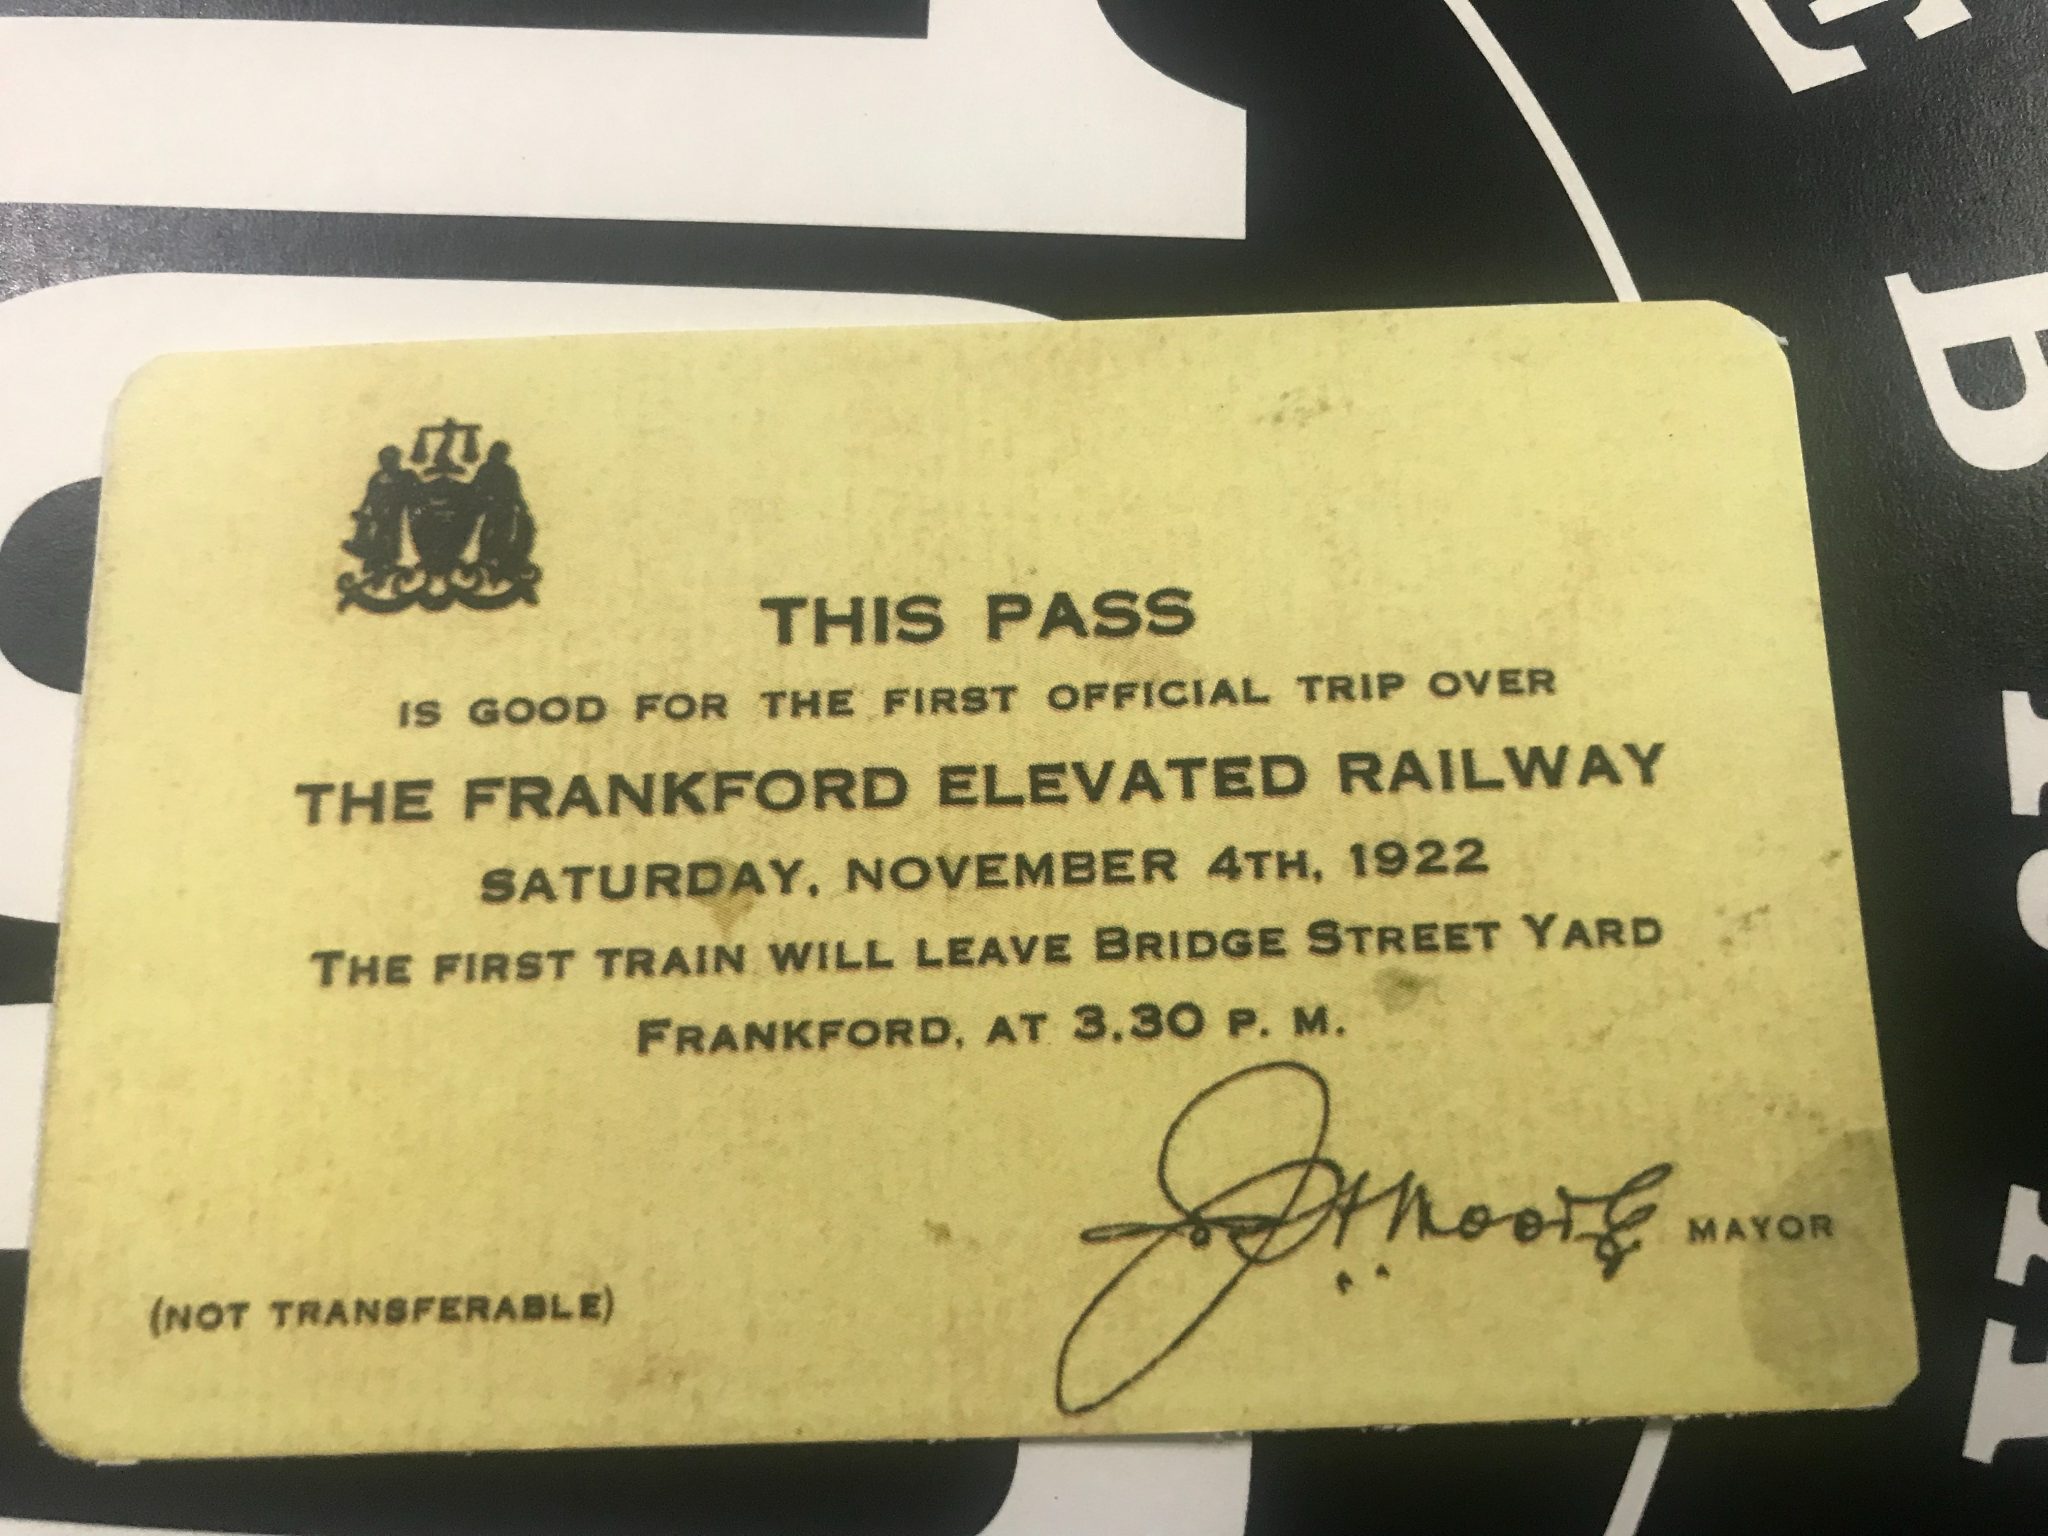 THIS PASS
IS GOOD FOR THE FIRST OFFICIAL TRIP OVER
THE FRANKFORD ELEVATED RAILWAY
SATURDAY, NOVEMBER 4TH, 1922
THE FIRST TRAIN WILL LEAVE BRIDGE STREET YARD
FRANKFORD, AT 3.30 P. M.
J H Moore MAYOR
(NOT TRANSFERABLE)